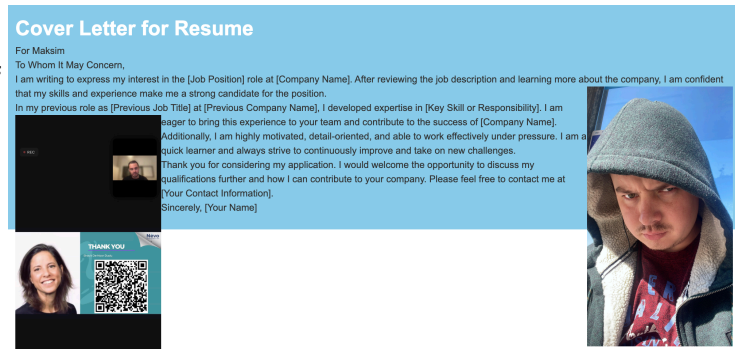 Cover Letter for Resume
For Maksim
To Whom It May Concern,
I am writing to express my interest in the [Job Position] role at [Company Name]. After reviewing the job description and learning more about the company, I am confident
that my skills and experience make me a strong candidate for the position.
In my previous role as [Previous Job Title] at [Previous Company Name], I developed expertise in [Key Skill or Responsibility]. I am
eager to bring this experience to your team and contribute to the success of [Company Name].
Additionally, I am highly motivated, detail-oriented, and able to work effectively under pressure. I am a
quick learner and always strive to continuously improve and take on new challenges.
Thank you for considering my application. I would welcome the opportunity to discuss my
qualifications further and how I can contribute to your company. Please feel free to contact me at
[Your Contact Information].
Sincerely, [Your Name]
REC
THANK YOU